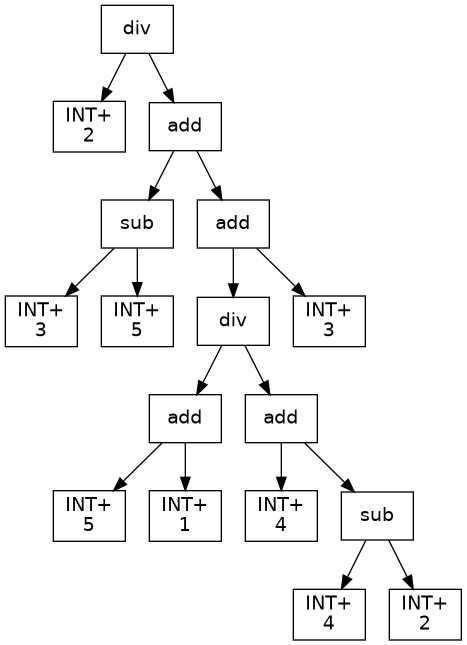 div
INT+
2
add
sub
add
INT+
3
INT+
5
div
INT+
3
add
add
INT+
5
INT+
1
INT+
4
sub
INT+
4
INT+
2